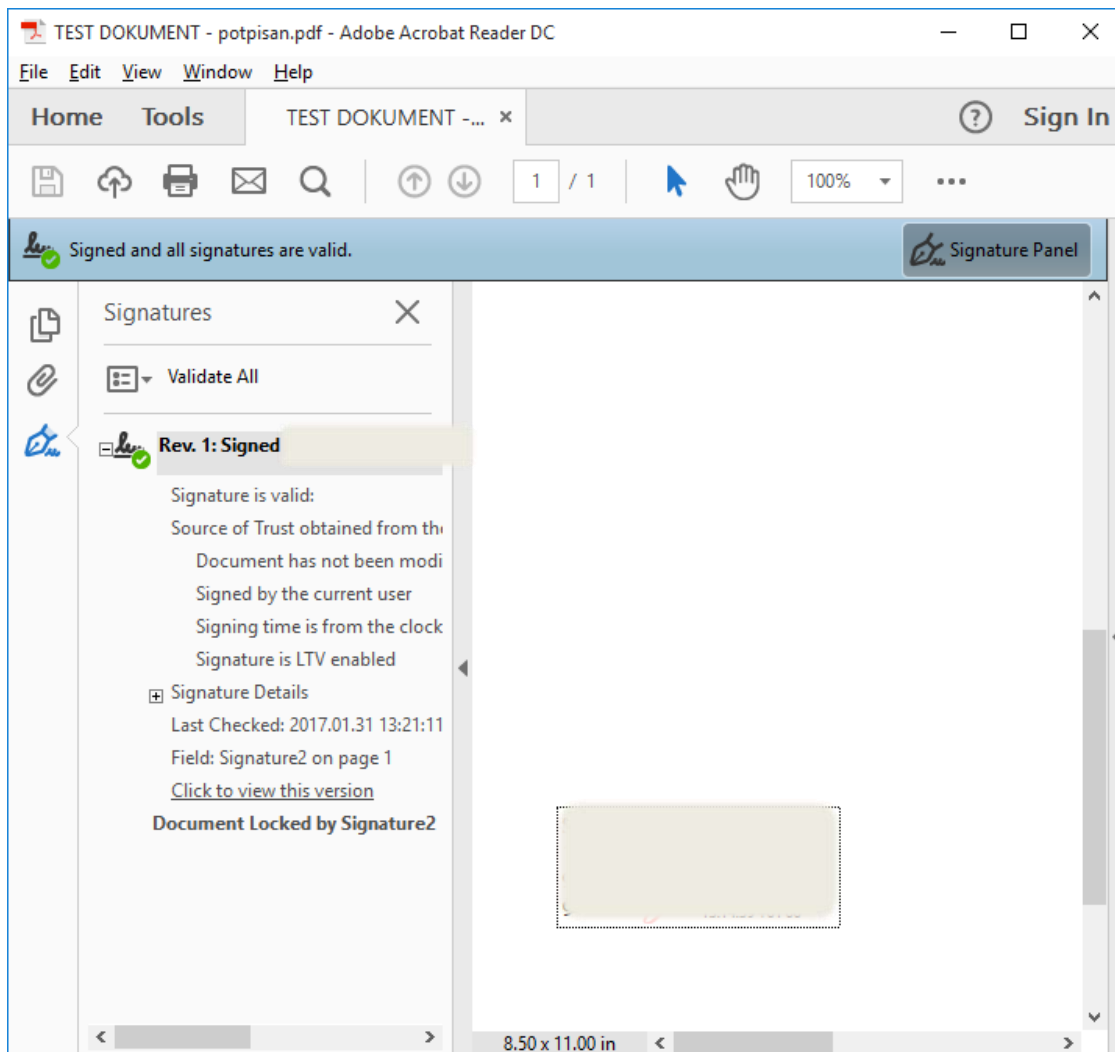 TEST DOKUMENT - potpisan.pdf - Adobe Acrobat Reader DC
File Edit View Window Help
Home Tools TEST DOKUMENT -... × ? Sign In
1 / 1 100%
Signed and all signatures are valid. Signature Panel
Signatures
Validate All
Rev. 1: Signed
Signature is valid:
Source of Trust obtained from the
Document has not been modi
Signed by the current user
Signing time is from the clock
Signature is LTV enabled
Signature Details
Last Checked: 2017.01.31 13:21:11
Field: Signature2 on page 1
Click to view this version
Document Locked by Signature2
8.50 x 11.00 in